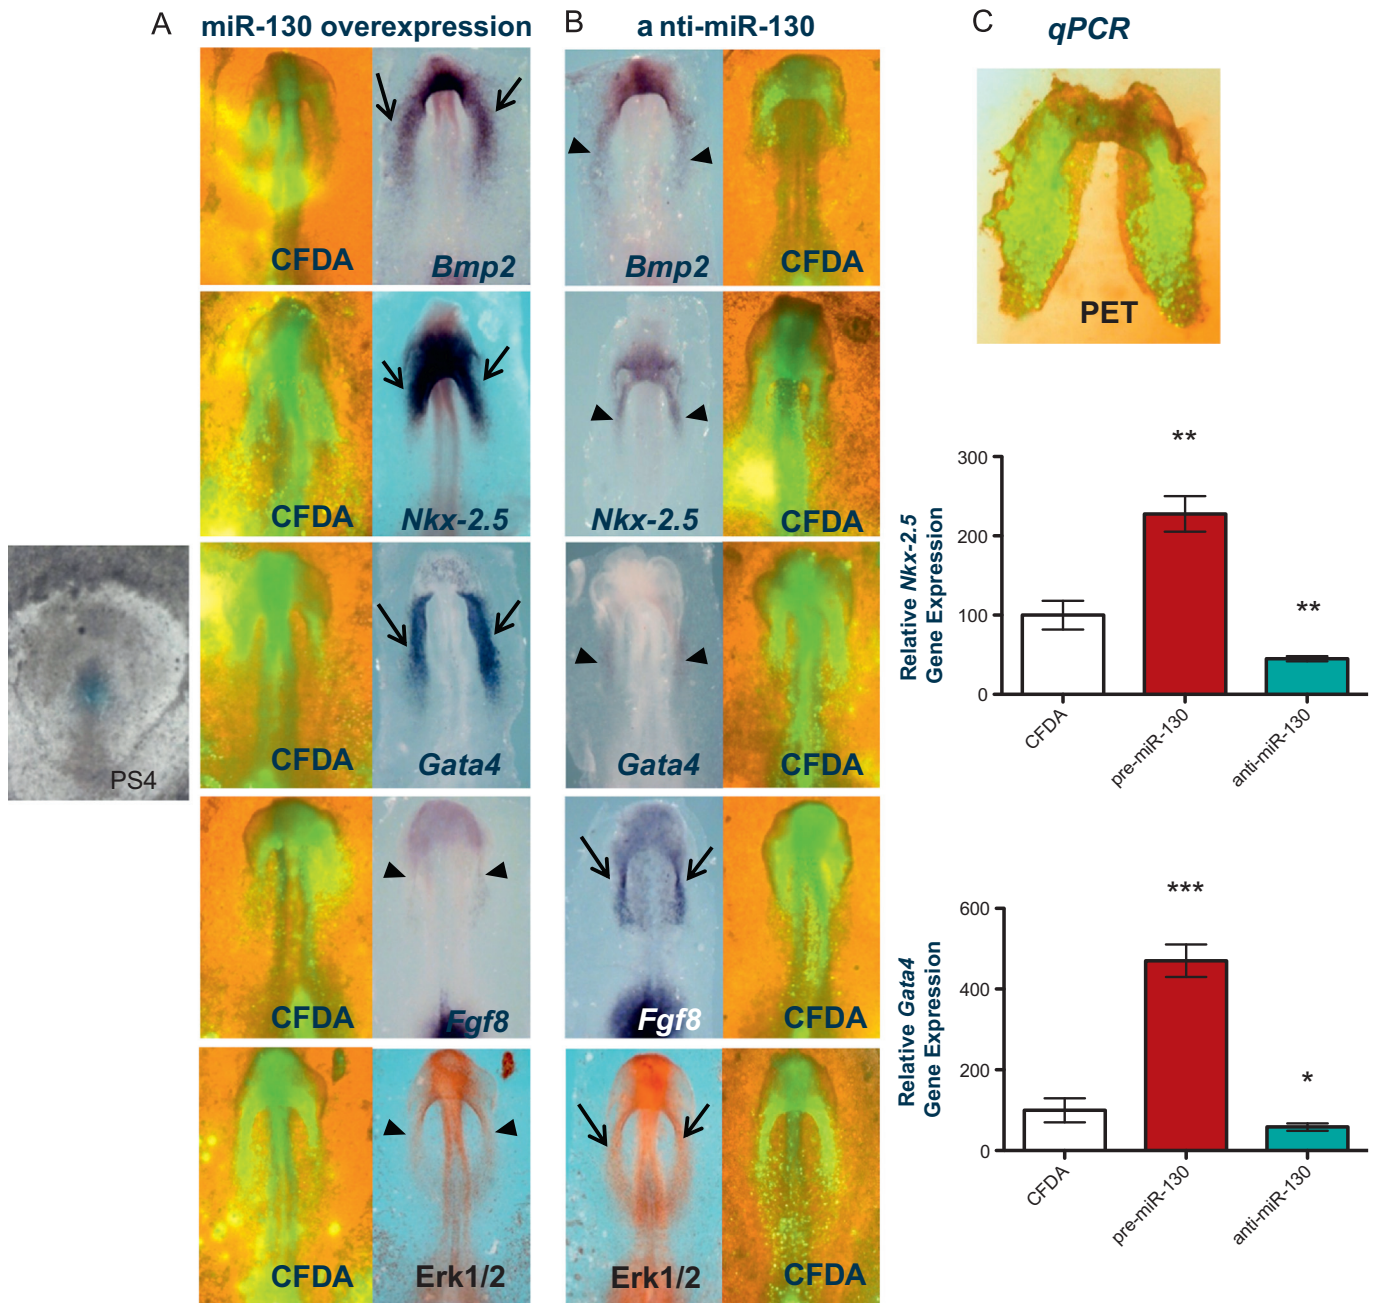 A miR-130 overexpression
B a nti-miR-130
C qPCR
CFDA
Bmp2
Bmp2
CFDA
PET
CFDA
Nkx-2.5
Nkx-2.5
CFDA
PS4
CFDA
Gata4
Gata4
CFDA
CFDA
Fgf8
Fgf8
CFDA
CFDA
Erk1/2
Erk1/2
CFDA
Relative Nkx-2.5
Gene Expression
300
200
100
0
**
**
CFDA
pre-miR-130
anti-miR-130
Relative Gata4
Gene Expression
600
400
200
0
***
*
CFDA
pre-miR-130
anti-miR-130